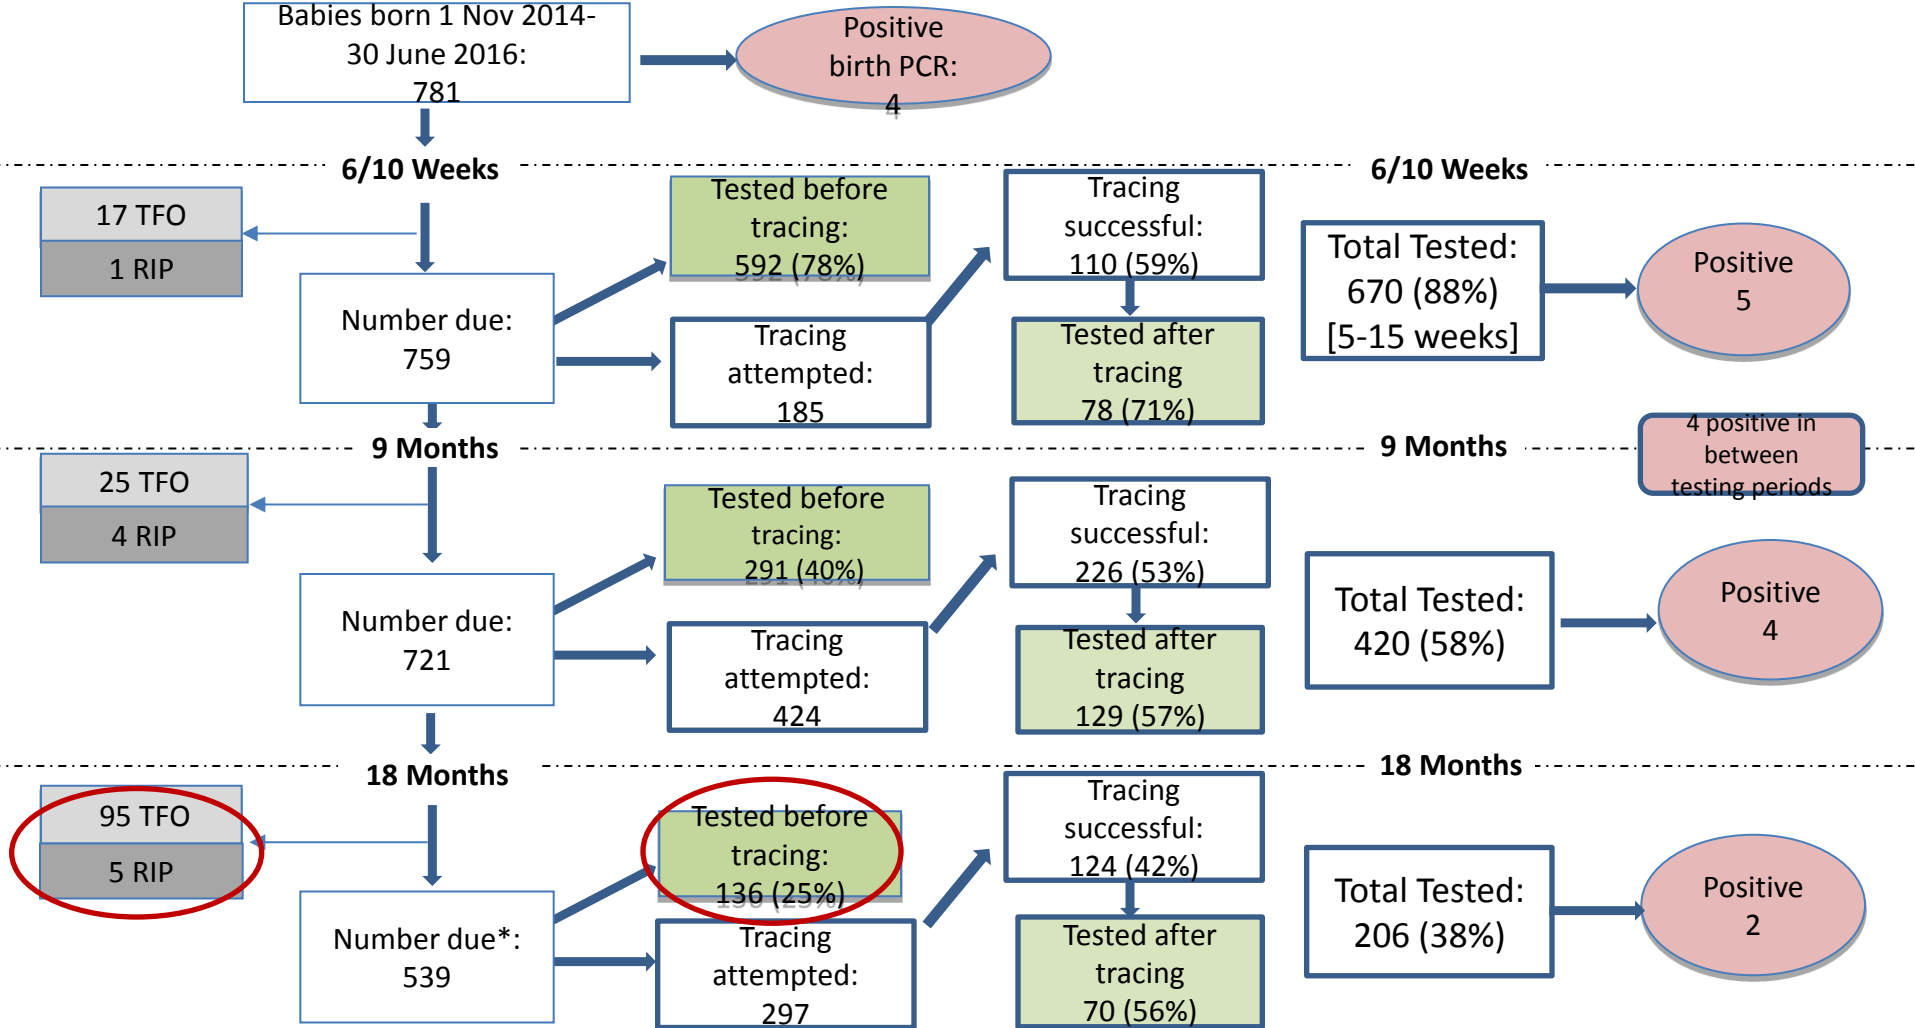 Babies born 1 Nov 2014-
30 June 2016:
781
Positive
birth PCR:
4
6/10 Weeks
6/10 Weeks
17 TFO
1 RIP
Number due:
759
Tested before
tracing:
592 (78%)
Tracing
attempted:
185
Tracing
successful:
110 (59%)
Tested after
tracing
78 (71%)
Total Tested:
670 (88%)
[5-15 weeks]
Positive
5
9 Months
9 Months
4 positive in
between
testing periods
25 TFO
4 RIP
Number due:
721
Tested before
tracing:
291 (40%)
Tracing
attempted:
424
Tracing
successful:
226 (53%)
Tested after
tracing
129 (57%)
Total Tested:
420 (58%)
Positive
4
18 Months
18 Months
95 TFO
5 RIP
Number due*:
539
Tested before
tracing:
136 (25%)
Tracing
attempted:
297
Tracing
successful:
124 (42%)
Tested after
tracing
70 (56%)
Total Tested:
206 (38%)
Positive
2